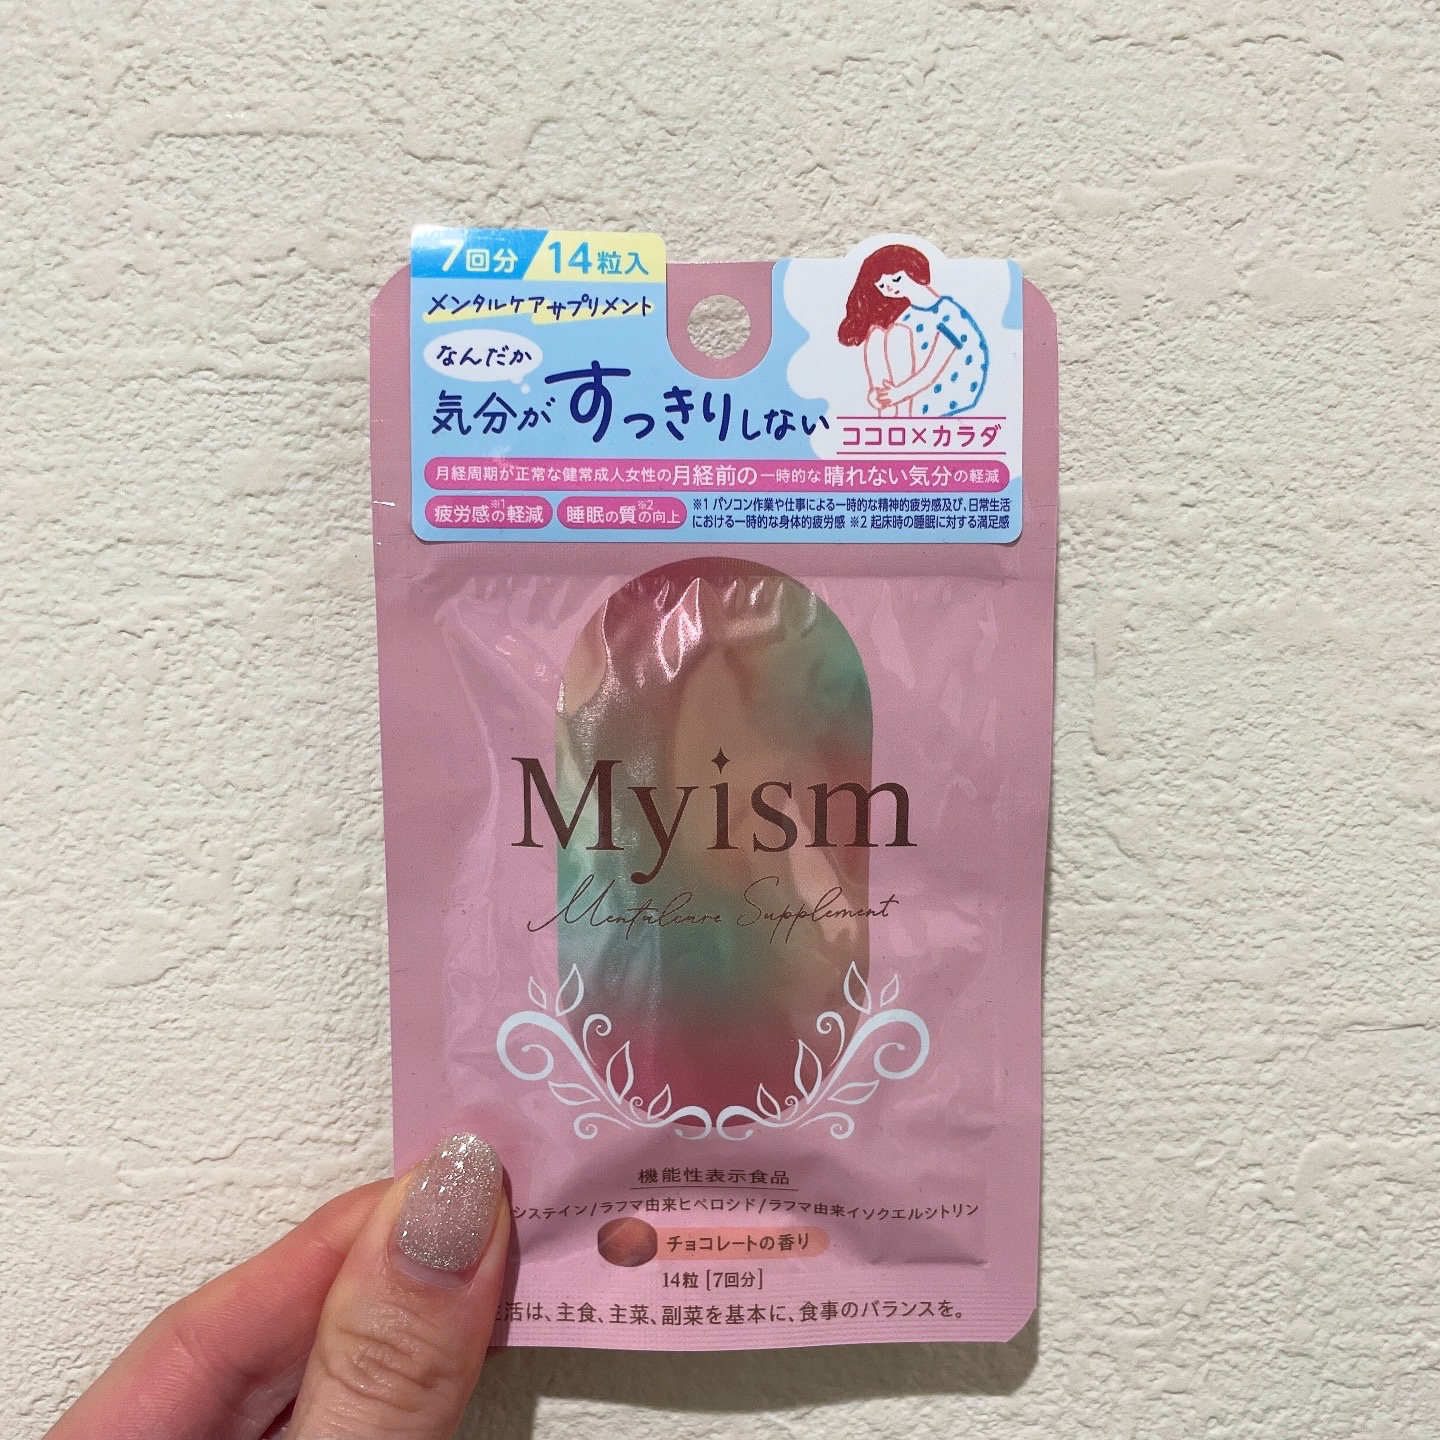 7回分 14粒入
メンタルケアサプリメント
なんだか
気分がすっきりしない
ココロ×カラダ
月経周期が正常な健常成人女性の月経前の一時的な晴れない気分の軽減
疲労感の※1軽減 睡眠の質の※2向上
※1 パソコン作業や仕事による一時的な精神的疲労感及び、日常生活
における一時的な身体的疲労感 ※2 起床時の睡眠に対する満足感
Myism
Mentalcare Supplement
機能性表示食品
システイン/ラフマ由来ヒペロシド/ラフマ由来イソクエルシトリン
チョコレートの香り
14粒 [7回分]
活は、主食、主菜、副菜を基本に、食事のバランスを。